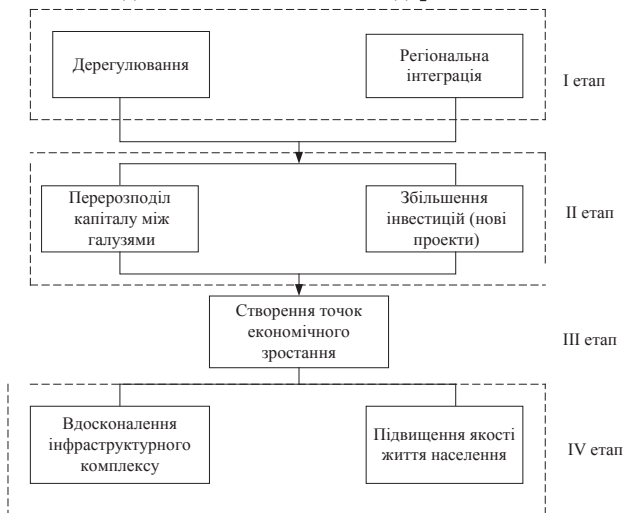 Дерегулювання
Регіональна
інтеграція
I етап
Перерозподіл
капіталу між
галузями
Збільшення
інвестицій (нові
проекти)
II етап
Створення точок
економічного
зростання
III етап
Вдосконалення
інфраструктурного
комплексу
Підвищення якості
життя населення
IV етап